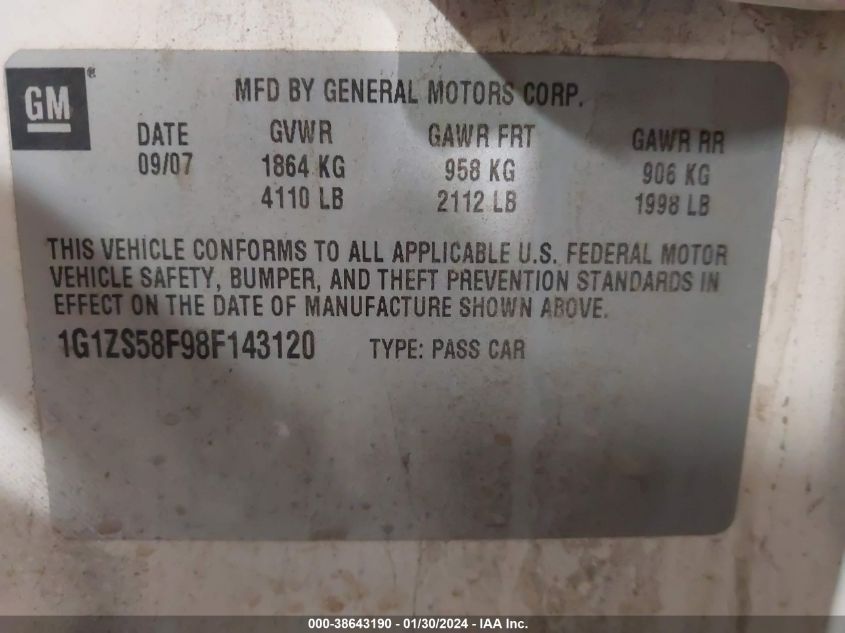 GM®
MFD BY GENERAL MOTORS CORP.
DATE GVWR GAWR FRT GAWR RR
09/07 1864 KG 958 KG 906 KG
4110 LB 2112 LB 1998 LB
THIS VEHICLE CONFORMS TO ALL APPLICABLE U.S. FEDERAL MOTOR
VEHICLE SAFETY, BUMPER, AND THEFT PREVENTION STANDARDS IN
EFFECT ON THE DATE OF MANUFACTURE SHOWN ABOVE.
1G1ZS58F98F143120 TYPE: PASS CAR
000-38643190 - 01/30/2024 - IAA Inc.